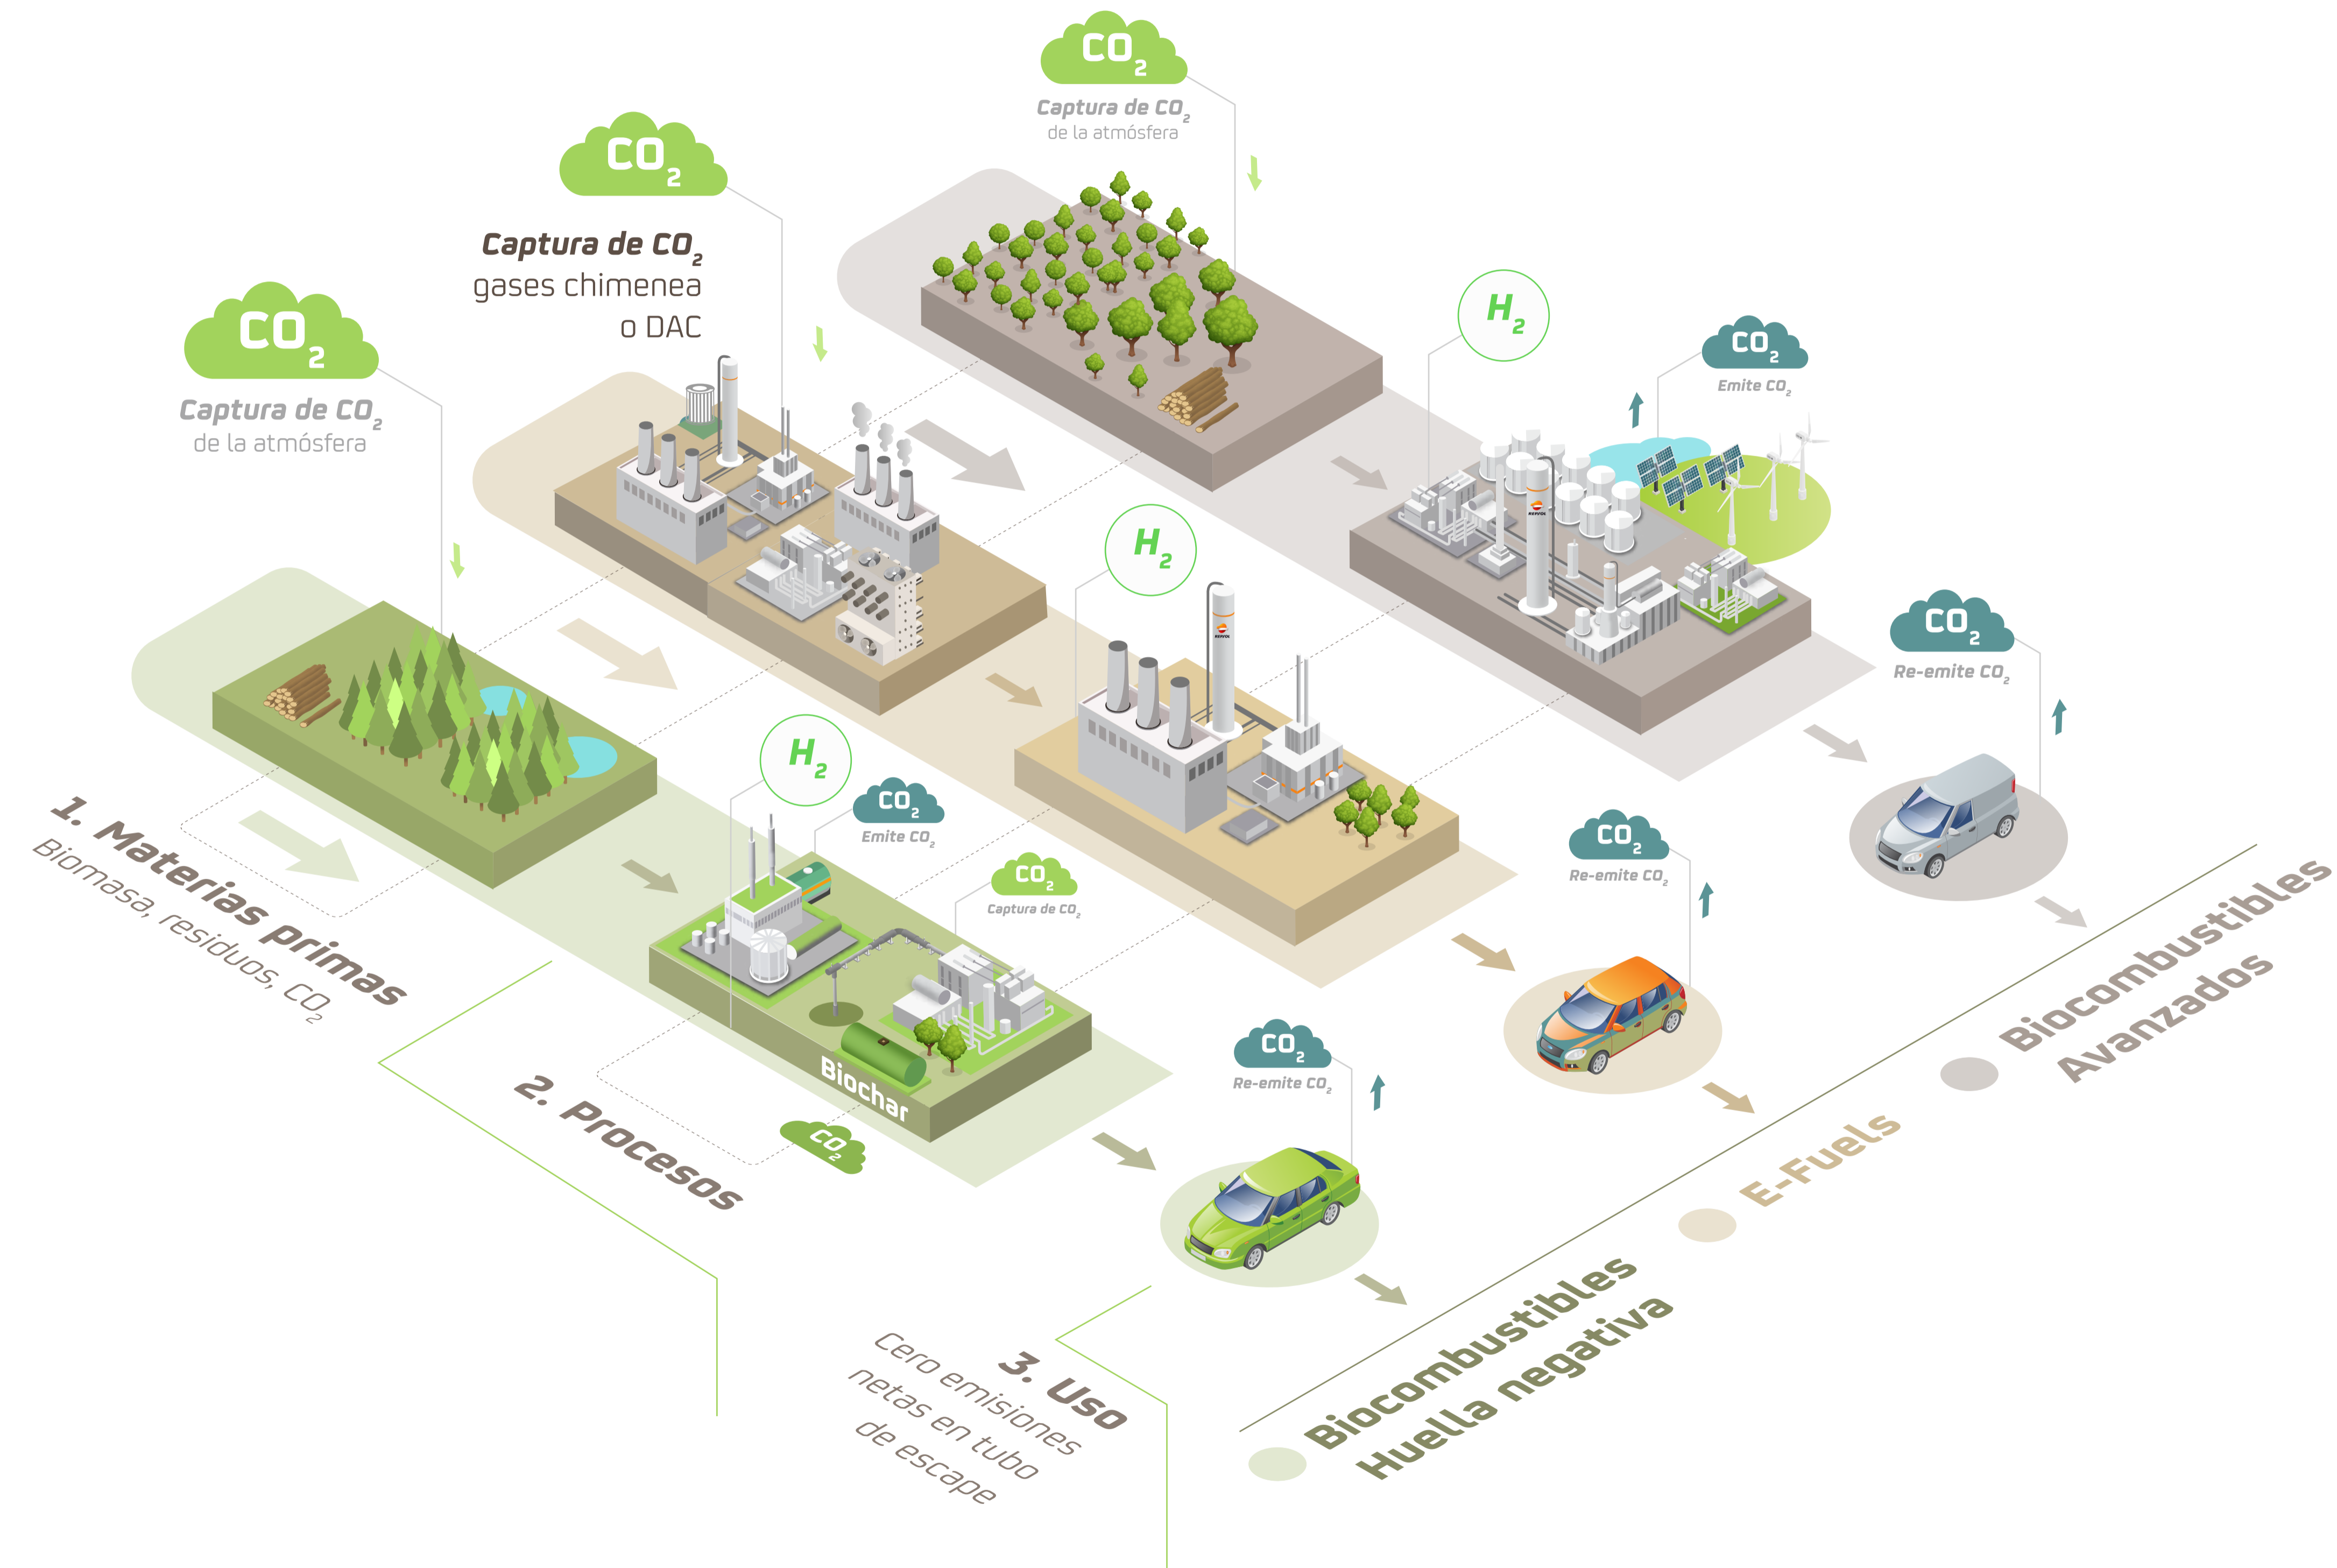 CO2
Captura de CO2
de la atmósfera
CO2
Captura de CO2
gases chimenea
o DAC
CO2
Captura de CO2
de la atmósfera
H2
CO2
Emite CO2
REPSOL
H2
REPSOL
CO2
Re-emite CO2
H2
CO2
Emite CO2
CO2
Captura de CO2
CO2
Re-emite CO2
CO2
Re-emite CO2
Biochar
CO2
1. Materias primas
Biomasa, residuos, CO2
2. Procesos
3. Uso
Cero emisiones
netas en tubo
de escape
Biocombustibles
Huella negativa
E-Fuels
Biocombustibles
Avanzados